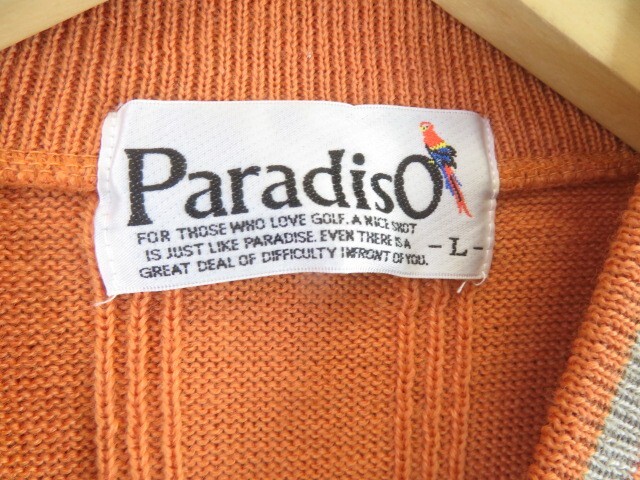 ParadisO
FOR THOSE WHO LOVE GOLF. A NICE SHOT
IS JUST LIKE PARADISE. EVEN THERE IS A
GREAT DEAL OF DIFFICULTY INFRONT OF YOU.
- L -